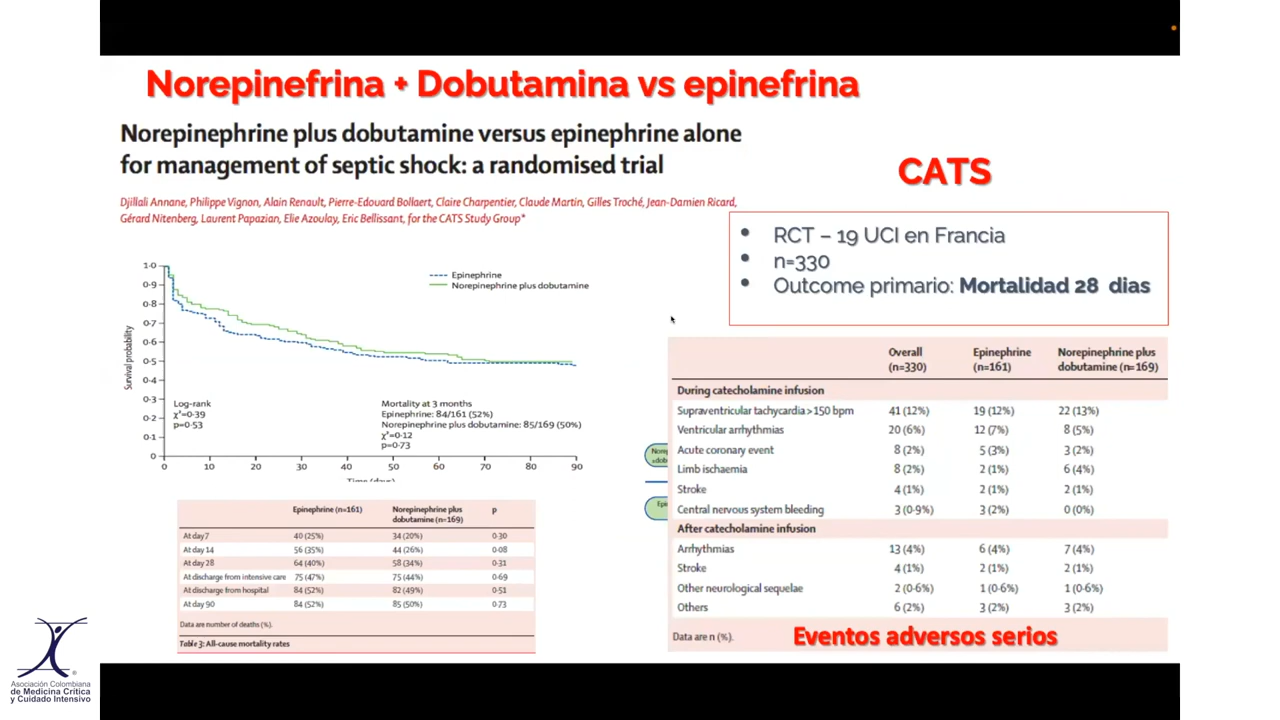 Norepinefrina + Dobutamina vs epinefrina
Norepinephrine plus dobutamine versus epinephrine alone
for management of septic shock: a randomised trial
Djillali Annane, Philippe Vignon, Alain Renault, Pierre-Edouard Bollaert, Claire Charpentier, Claude Martin, Gilles Troché, Jean-Damien Ricard,
Gérard Nitenberg, Laurent Papazian, Elie Azoulay, Eric Bellissant, for the CATS Study Group*
CATS
• RCT – 19 UCI en Francia
• n=330
• Outcome primario: Mortalidad 28 dias
Survival probability
1·0
0·9
0·8
0·7
0·6
0·5
0·4
0·3
0·2
0·1
0
Epinephrine
Norepinephrine plus dobutamine
Log-rank
χ²=0·39
p=0·53
Mortality at 3 months
Epinephrine: 84/161 (52%)
Norepinephrine plus dobutamine: 85/169 (50%)
χ²=0·12
p=0·73
0 10 20 30 40 50 60 70 80 90
Time (days)
Epinephrine (n=161) Norepinephrine plus p
dobutamine (n=169)
At day 7 40 (25%) 34 (20%) 0·30
At day 14 56 (35%) 44 (26%) 0·08
At day 28 64 (40%) 58 (34%) 0·31
At discharge from intensive care 75 (47%) 75 (44%) 0·69
At discharge from hospital 84 (52%) 82 (49%) 0·51
At day 90 84 (52%) 85 (50%) 0·73
Data are number of deaths (%).
Table 3: All-cause mortality rates
Overall Epinephrine Norepinephrine plus
(n=330) (n=161) dobutamine (n=169)
During catecholamine infusion
Supraventricular tachycardia >150 bpm 41 (12%) 19 (12%) 22 (13%)
Ventricular arrhythmias 20 (6%) 12 (7%) 8 (5%)
Acute coronary event 8 (2%) 5 (3%) 3 (2%)
Limb ischaemia 8 (2%) 2 (1%) 6 (4%)
Stroke 4 (1%) 2 (1%) 2 (1%)
Central nervous system bleeding 3 (0·9%) 3 (2%) 0 (0%)
After catecholamine infusion
Arrhythmias 13 (4%) 6 (4%) 7 (4%)
Stroke 4 (1%) 2 (1%) 2 (1%)
Other neurological sequelae 2 (0·6%) 1 (0·6%) 1 (0·6%)
Others 6 (2%) 3 (2%) 3 (2%)
Data are n (%).
Eventos adversos serios
®
Asociación Colombiana
de Medicina Crítica
y Cuidado Intensivo